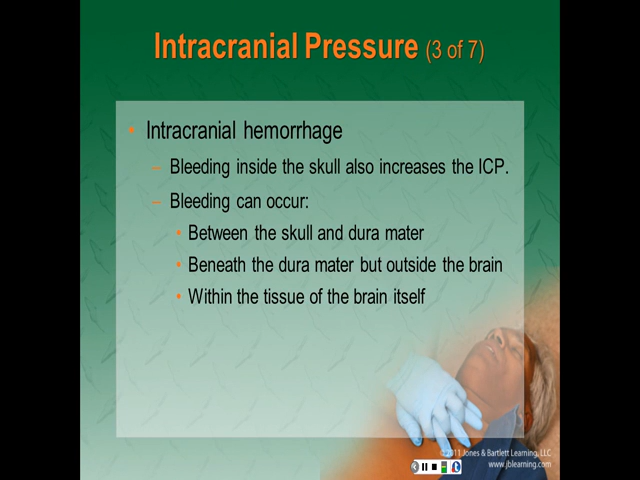 Intracranial Pressure (3 of 7)
• Intracranial hemorrhage
– Bleeding inside the skull also increases the ICP.
– Bleeding can occur:
• Between the skull and dura mater
• Beneath the dura mater but outside the brain
• Within the tissue of the brain itself
© 2011 Jones & Bartlett Learning, LLC
www.jblearning.com